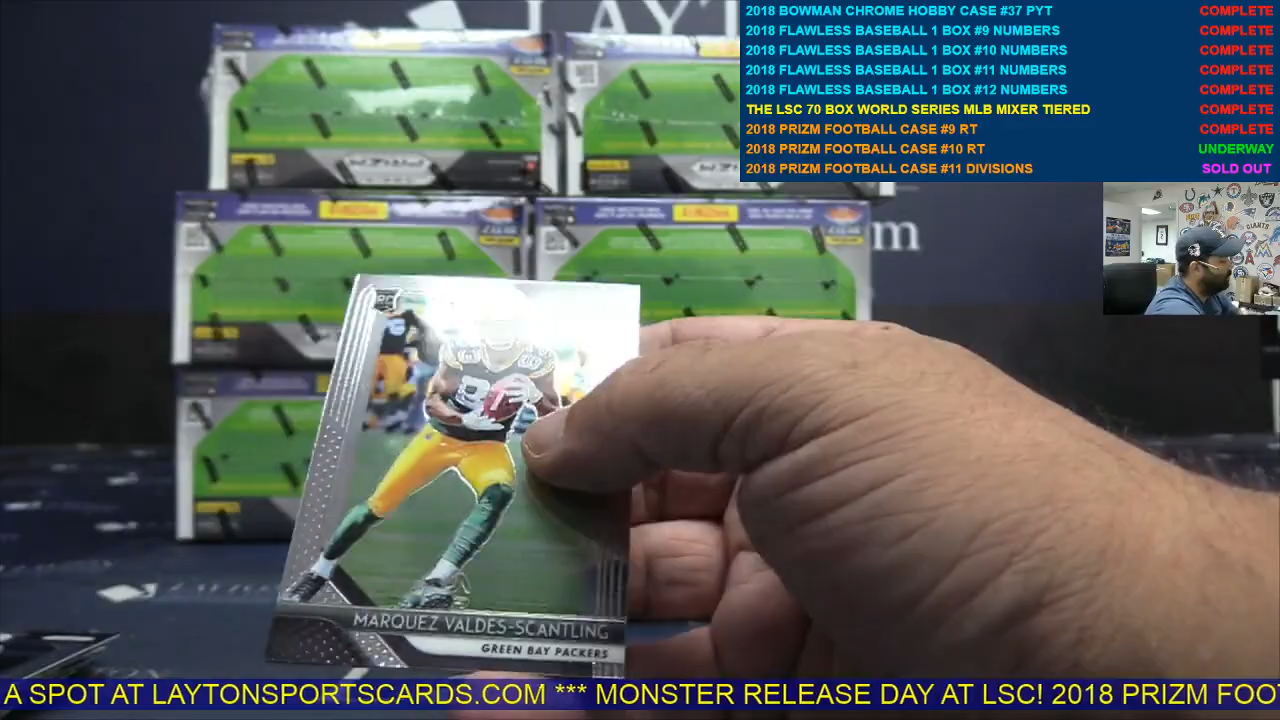 2018 BOWMAN CHROME HOBBY CASE #37 PYT COMPLETE
2018 FLAWLESS BASEBALL 1 BOX #9 NUMBERS COMPLETE
2018 FLAWLESS BASEBALL 1 BOX #10 NUMBERS COMPLETE
2018 FLAWLESS BASEBALL 1 BOX #11 NUMBERS COMPLETE
2018 FLAWLESS BASEBALL 1 BOX #12 NUMBERS COMPLETE
THE LSC 70 BOX WORLD SERIES MLB MIXER TIERED COMPLETE
2018 PRIZM FOOTBALL CASE #9 RT COMPLETE
2018 PRIZM FOOTBALL CASE #10 RT UNDERWAY
2018 PRIZM FOOTBALL CASE #11 DIVISIONS SOLD OUT
LAYT
m
RC
MARQUEZ VALDES-SCANTLING
GREEN BAY PACKERS
A SPOT AT LAYTONSPORTSCARDS.COM *** MONSTER RELEASE DAY AT LSC! 2018 PRIZM FOO